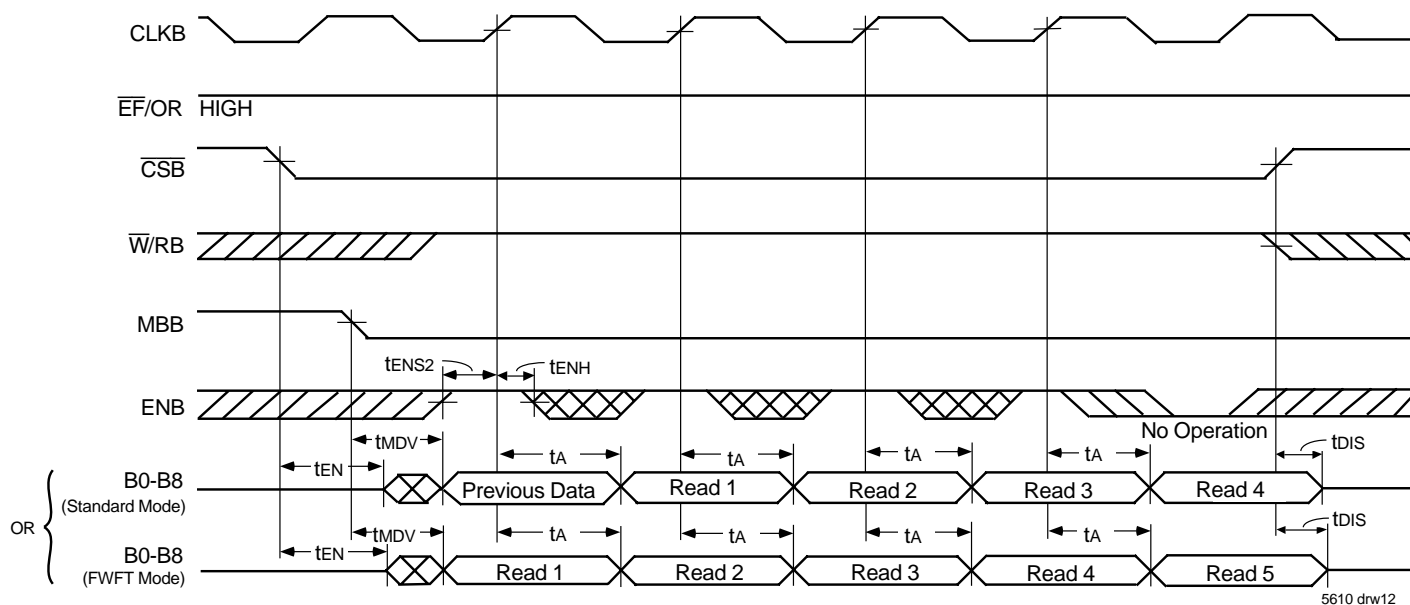 CLKB
EF/OR HIGH
CSB
W/RB
MBB
tENS2 tENH
ENB
No Operation
tMDV
tEN tA tA tA tA tDIS
B0-B8
(Standard Mode)
Previous Data Read 1 Read 2 Read 3 Read 4
OR
tMDV tA tA tA tA tDIS
tEN
B0-B8
(FWFT Mode)
Read 1 Read 2 Read 3 Read 4 Read 5
5610 drw12